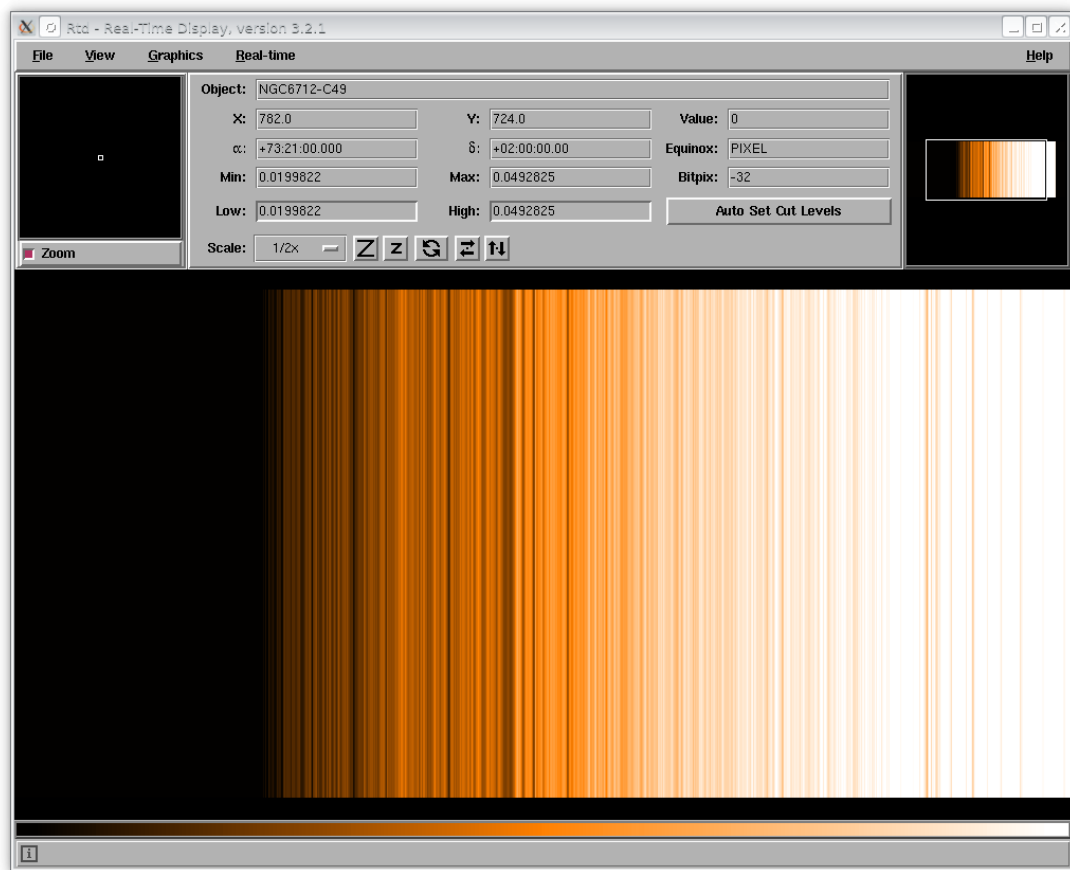 Rtd - Real-Time Display, version 3.2.1
File View Graphics Real-time Help
Object: NGC6712-C49
X: 782.0 Y: 724.0 Value: 0
α: +73:21:00.000 δ: +02:00:00.00 Equinox: PIXEL
Min: 0.0199822 Max: 0.0492825 Bitpix: -32
Low: 0.0199822 High: 0.0492825 Auto Set Cut Levels
Zoom Scale: 1/2x Z z
i